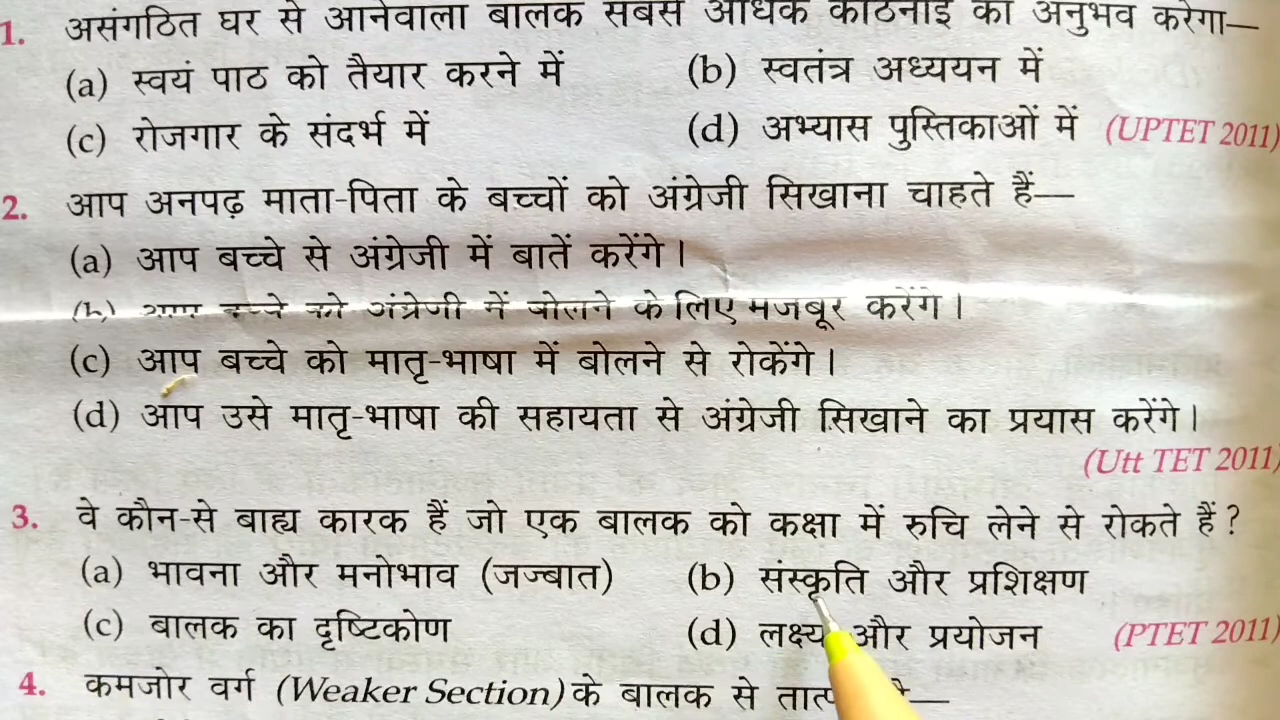 1. असंगठित घर से आनेवाला बालक सबसे अधिक कठिनाई का अनुभव करेगा—
(a) स्वयं पाठ को तैयार करने में (b) स्वतंत्र अध्ययन में
(c) रोजगार के संदर्भ में (d) अभ्यास पुस्तिकाओं में (UPTET 2011)
2. आप अनपढ़ माता-पिता के बच्चों को अंग्रेजी सिखाना चाहते हैं—
(a) आप बच्चे से अंग्रेजी में बातें करेंगे।
(b) आप बच्चे को अंग्रेजी में बोलने के लिए मजबूर करेंगे।
(c) आप बच्चे को मातृ-भाषा में बोलने से रोकेंगे।
(d) आप उसे मातृ-भाषा की सहायता से अंग्रेजी सिखाने का प्रयास करेंगे।
(Utt TET 2011)
3. वे कौन-से बाह्य कारक हैं जो एक बालक को कक्षा में रुचि लेने से रोकते हैं?
(a) भावना और मनोभाव (जज्बात) (b) संस्कृति और प्रशिक्षण
(c) बालक का दृष्टिकोण (d) लक्ष्य और प्रयोजन (PTET 2011)
4. कमजोर वर्ग (Weaker Section) के बालक से